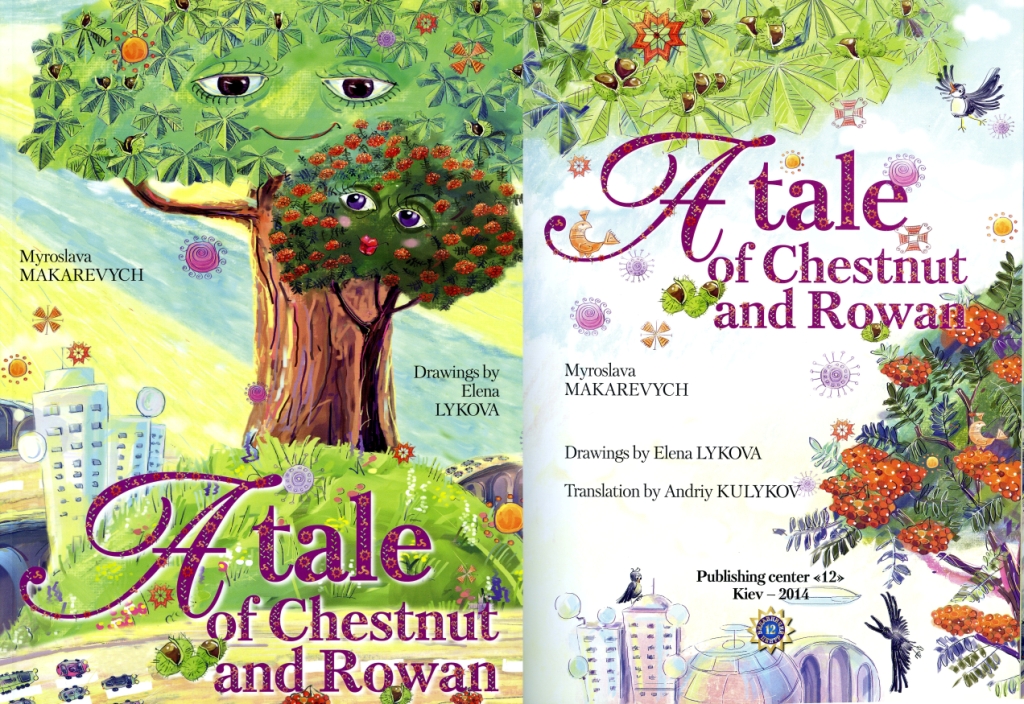 Myroslava
MAKAREVYCH
Drawings by
Elena
LYKOVA
A tale
of Chestnut
and Rowan
A tale
of Chestnut
and Rowan
Myroslava
MAKAREVYCH
Drawings by Elena LYKOVA
Translation by Andriy KULYKOV
Publishing center «12»
Kiev – 2014
12